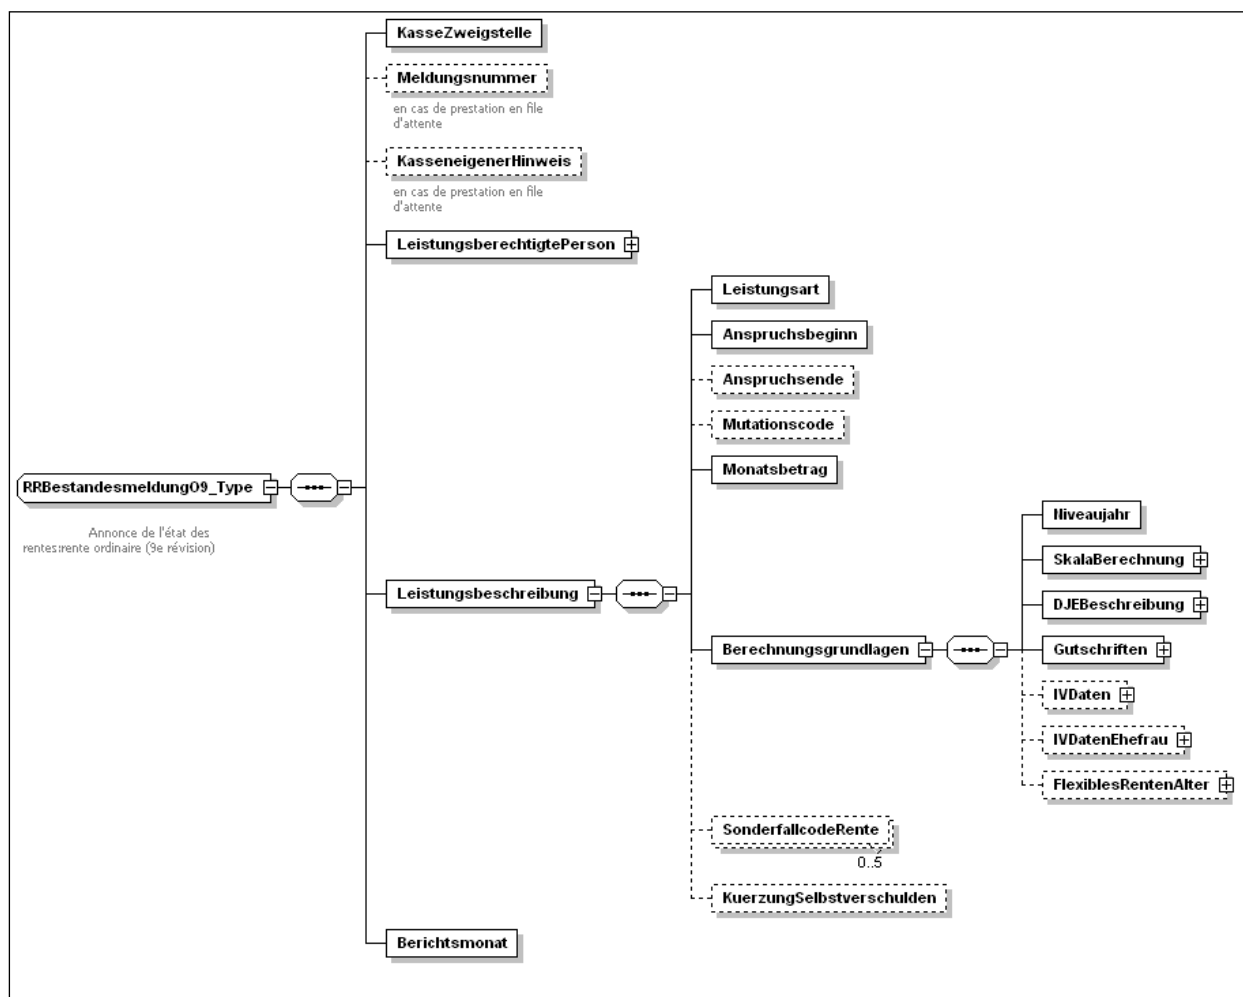 KasseZweigstelle
Meldungsnummer
en cas de prestation en file
d'attente
KasseneigenerHinweis
en cas de prestation en file
d'attente
LeistungsberechtigtePerson
Leistungsart
Anspruchsbeginn
Anspruchsende
Mutationscode
Monatsbetrag
RRBestandesmeldungO9_Type
Annonce de l'état des
rentes:rente ordinaire (9e révision)
Leistungsbeschreibung
Niveaujahr
SkalaBerechnung
DJEBeschreibung
Berechnungsgrundlagen
Gutschriften
IVDaten
IVDatenEhefrau
FlexiblesRentenAlter
SonderfallcodeRente
0..5
KuerzungSelbstverschulden
Berichtsmonat